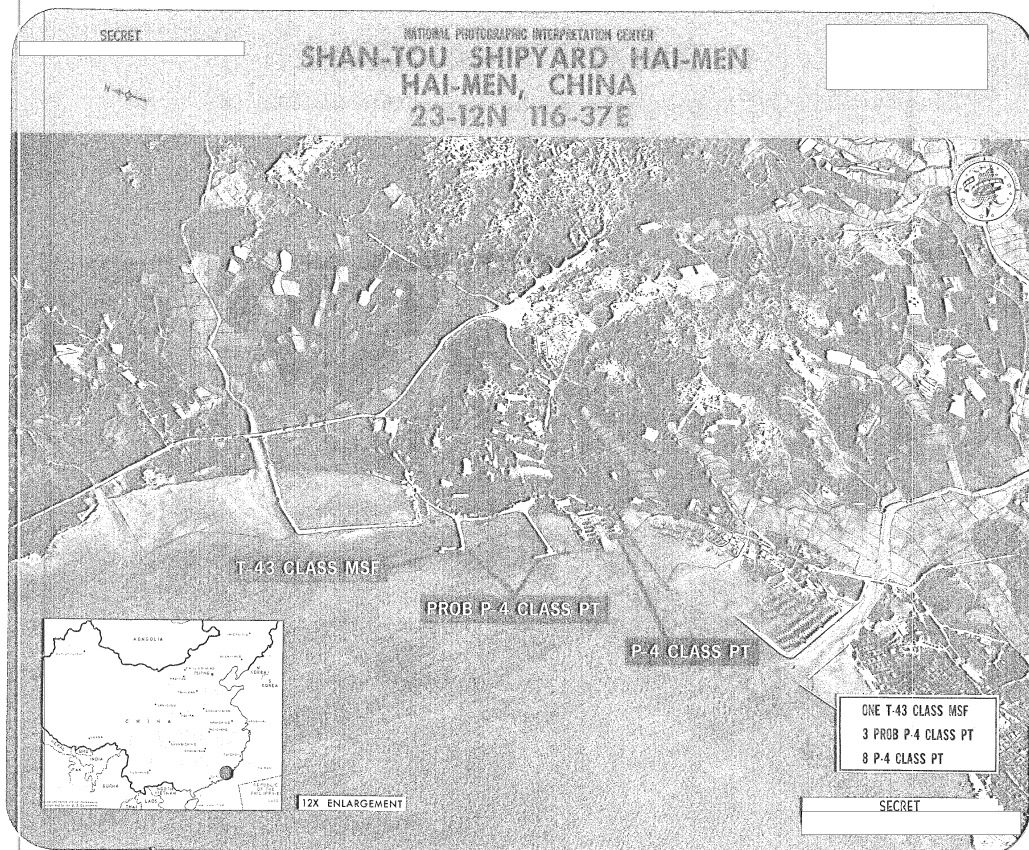 SECRET
NATIONAL PHOTOGRAPHIC INTERPRETATION CENTER
SHAN-TOU SHIPYARD HAI-MEN
HAI-MEN, CHINA
23-12N 116-37E
N
T-43 CLASS MSF
PROB P-4 CLASS PT
P-4 CLASS PT
CHINA
BURMA
LAOS
INDIA
12X ENLARGEMENT
ONE T-43 CLASS MSF
3 PROB P-4 CLASS PT
8 P-4 CLASS PT
SECRET